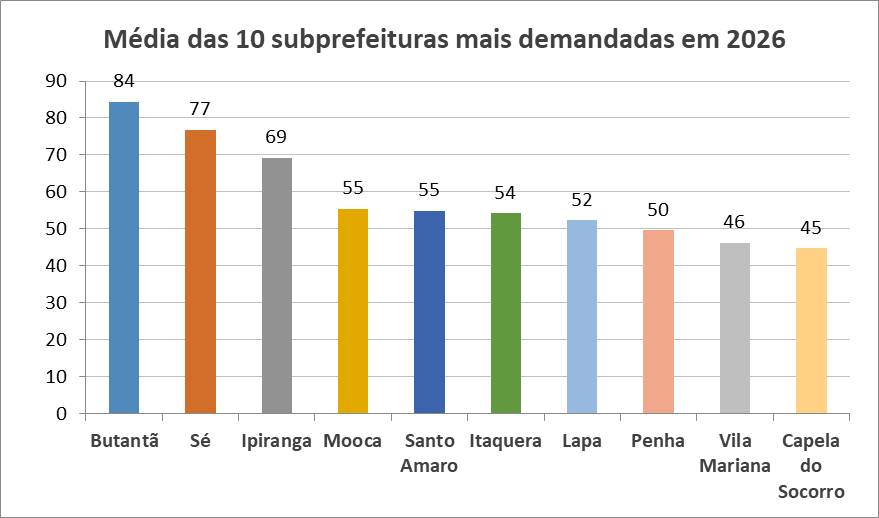 Média das 10 subprefeituras mais demandadas em 2026
90
80
70
60
50
40
30
20
10
0
84
77
69
55
55
54
52
50
46
45
Butantã
Sé
Ipiranga
Mooca
Santo
Amaro
Itaquera
Lapa
Penha
Vila
Mariana
Capela
do
Socorro